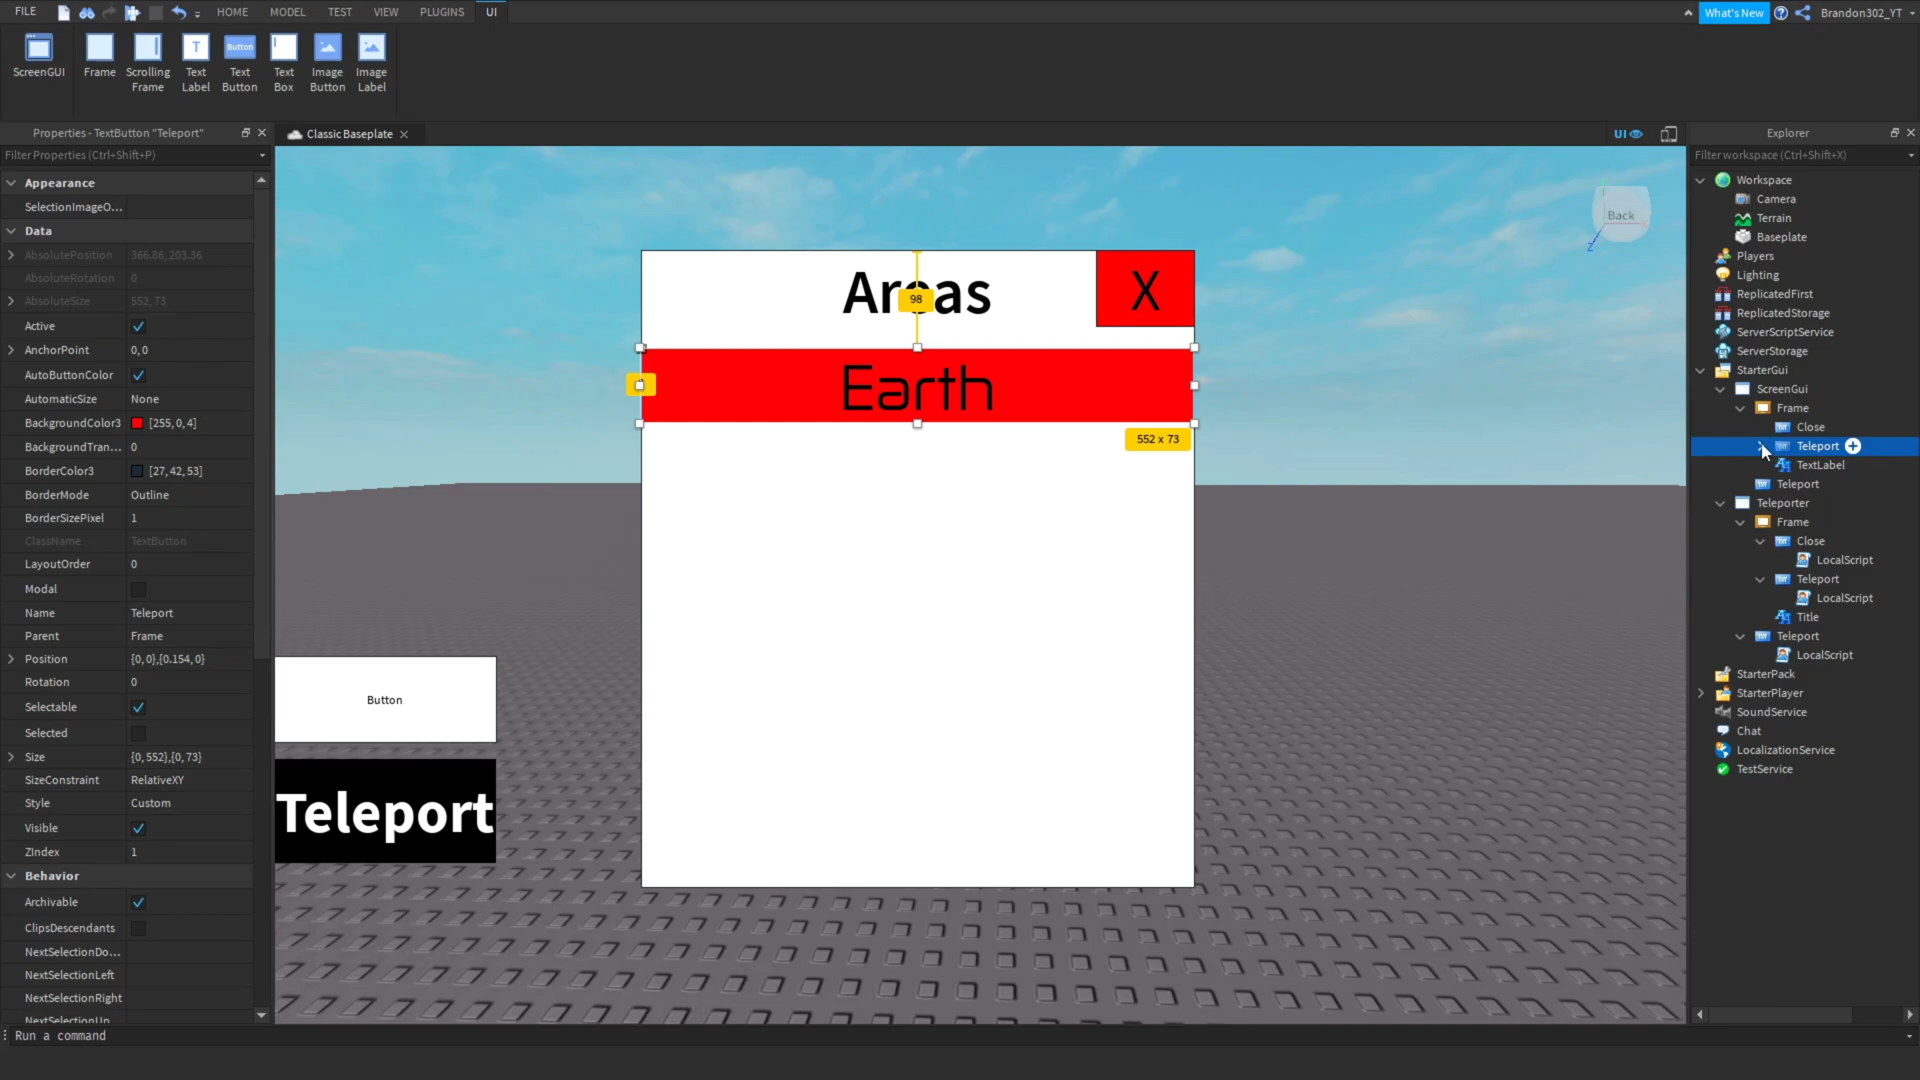 FILE
HOME
MODEL
TEST
VIEW
PLUGINS
UI
What's New
Brandon302_YT
ScreenGUI
Frame
Scrolling Frame
Text Label
Button
Text Button
Text Box
Image Button
Image Label
Properties - TextButton "Teleport"
Filter Properties (Ctrl+Shift+P)
Appearance
SelectionImageO...
Data
AbsolutePosition 366.86, 203.36
AbsoluteRotation 0
AbsoluteSize 552, 73
Active
AnchorPoint 0, 0
AutoButtonColor
AutomaticSize None
BackgroundColor3 [255, 0, 4]
BackgroundTran... 0
BorderColor3 [27, 42, 53]
BorderMode Outline
BorderSizePixel 1
ClassName TextButton
LayoutOrder 0
Modal
Name Teleport
Parent Frame
Position {0, 0},{0.154, 0}
Rotation 0
Selectable
Selected
Size {0, 552},{0, 73}
SizeConstraint RelativeXY
Style Custom
Visible
ZIndex 1
Behavior
Archivable
ClipsDescendants
NextSelectionDo...
NextSelectionLeft
NextSelectionRight
NextSelectionUp
Run a command
Classic Baseplate
UI
Back
Z
Areas
98
X
Earth
552 x 73
Button
Teleport
Explorer
Filter workspace (Ctrl+Shift+X)
Workspace
Camera
Terrain
Baseplate
Players
Lighting
ReplicatedFirst
ReplicatedStorage
ServerScriptService
ServerStorage
StarterGui
ScreenGui
Frame
Close
Teleport
TextLabel
Teleport
Teleporter
Frame
Close
LocalScript
Teleport
LocalScript
Title
Teleport
LocalScript
StarterPack
StarterPlayer
SoundService
Chat
LocalizationService
TestService